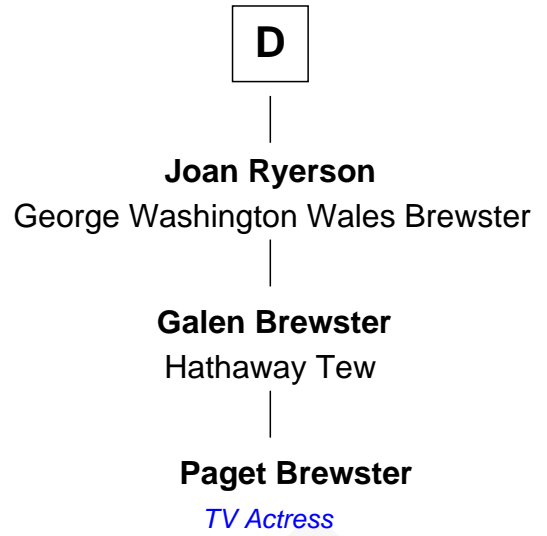 D
Joan Ryerson
George Washington Wales Brewster
Galen Brewster
Hathaway Tew
Paget Brewster
TV Actress